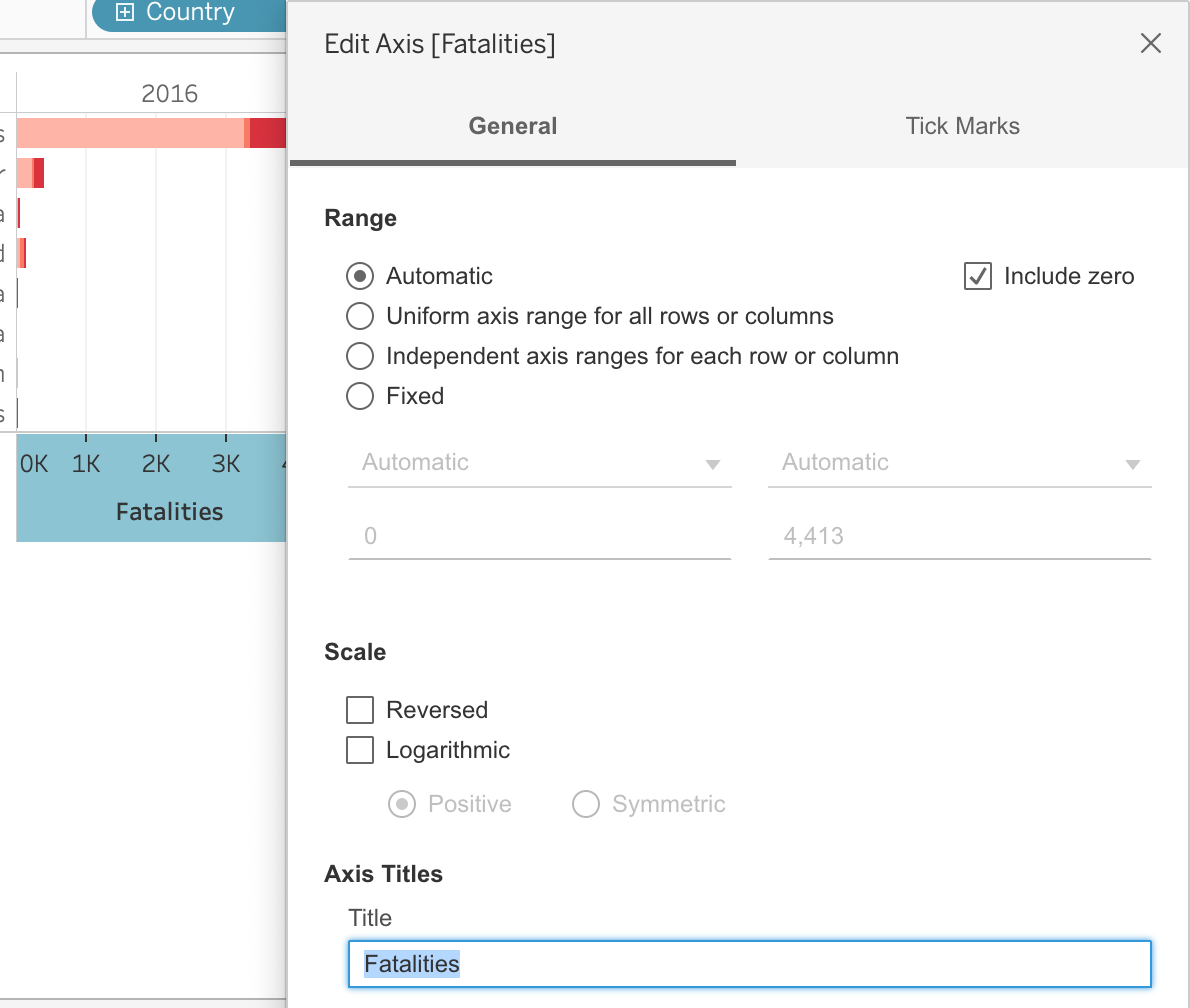 Country
Edit Axis [Fatalities]
2016
General
Tick Marks
Range
Automatic
Include zero
Uniform axis range for all rows or columns
Independent axis ranges for each row or column
Fixed
Automatic
Automatic
0K 1K 2K 3K
Fatalities
0
4,413
Scale
Reversed
Logarithmic
Positive
Symmetric
Axis Titles
Title
Fatalities